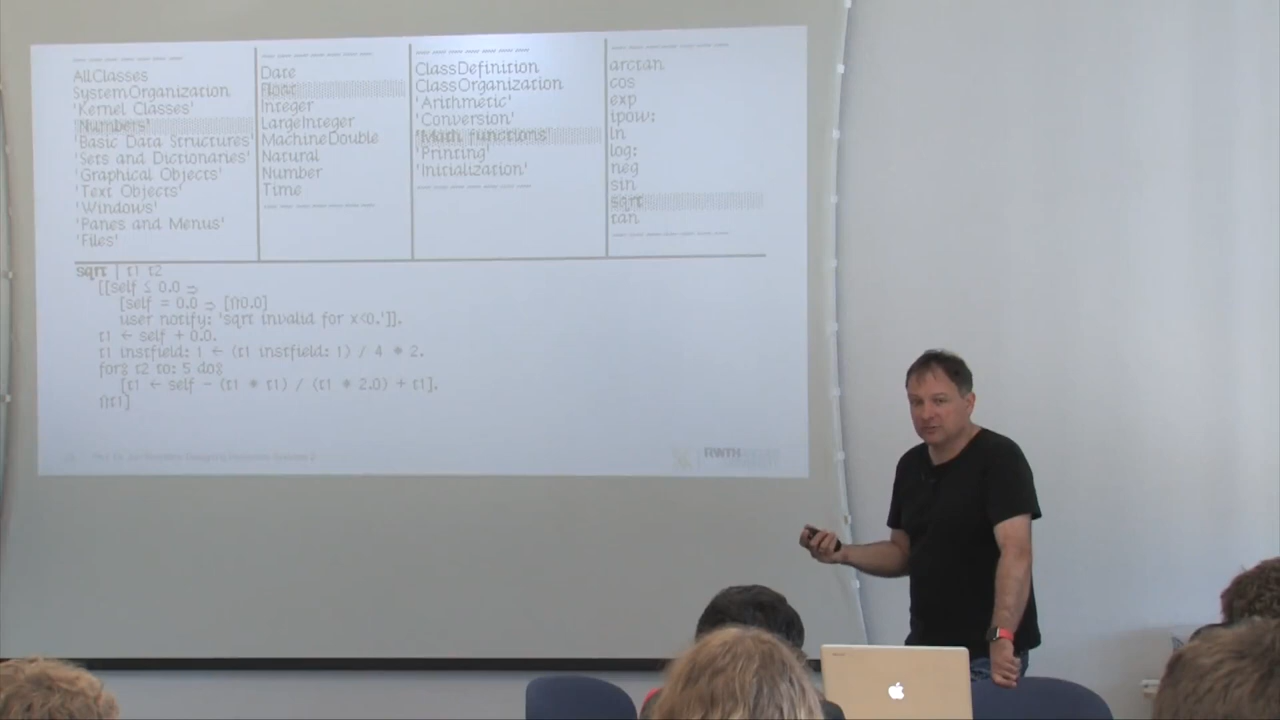 AllClasses
SystemOrganization
'Kernel Classes'
'Numbers'
'Basic Data Structures'
'Sets and Dictionaries'
'Graphical Objects'
'Text Objects'
'Windows'
'Panes and Menus'
'Files'
Date
Float
Integer
LargeInteger
MachineDouble
Natural
Number
Time
ClassDefinition
ClassOrganization
'Arithmetic'
'Conversion'
'Math functions'
'Printing'
'Initialization'
arctan
cos
exp
ipow:
ln
log:
neg
sin
sqrt
tan
sqrt | t1 t2
[[self ≤ 0.0 ⇒
[self = 0.0 ⇒ [⇑0.0]
user notify: 'sqrt invalid for x<0.']].
t1 ← self + 0.0.
t1 instfield: 1 ← (t1 instfield: 1) / 4 * 2.
for⦂ t2 to: 5 do⦂
[t1 ← self - (t1 * t1) / (t1 * 2.0) + t1].
⇑t1]
RWTH